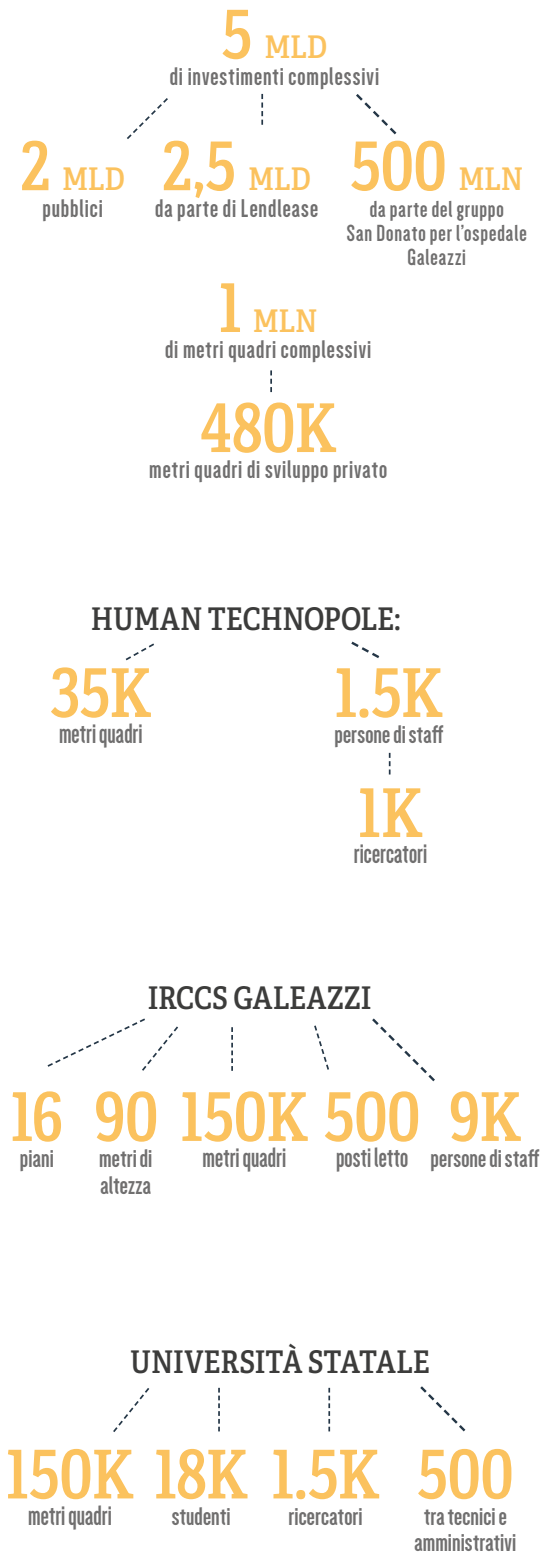 5 MLD
di investimenti complessivi
2 MLD
pubblici
2,5 MLD
da parte di Lendlease
500 MLN
da parte del gruppo
San Donato per l'ospedale
Galeazzi
1 MLN
di metri quadri complessivi
480K
metri quadri di sviluppo privato
HUMAN TECHNOPOLE:
35K
metri quadri
1.5K
persone di staff
1K
ricercatori
IRCCS GALEAZZI
16
piani
90
metri di
altezza
150K
metri quadri
500
posti letto
9K
persone di staff
UNIVERSITÀ STATALE
150K
metri quadri
18K
studenti
1.5K
ricercatori
500
tra tecnici e
amministrativi